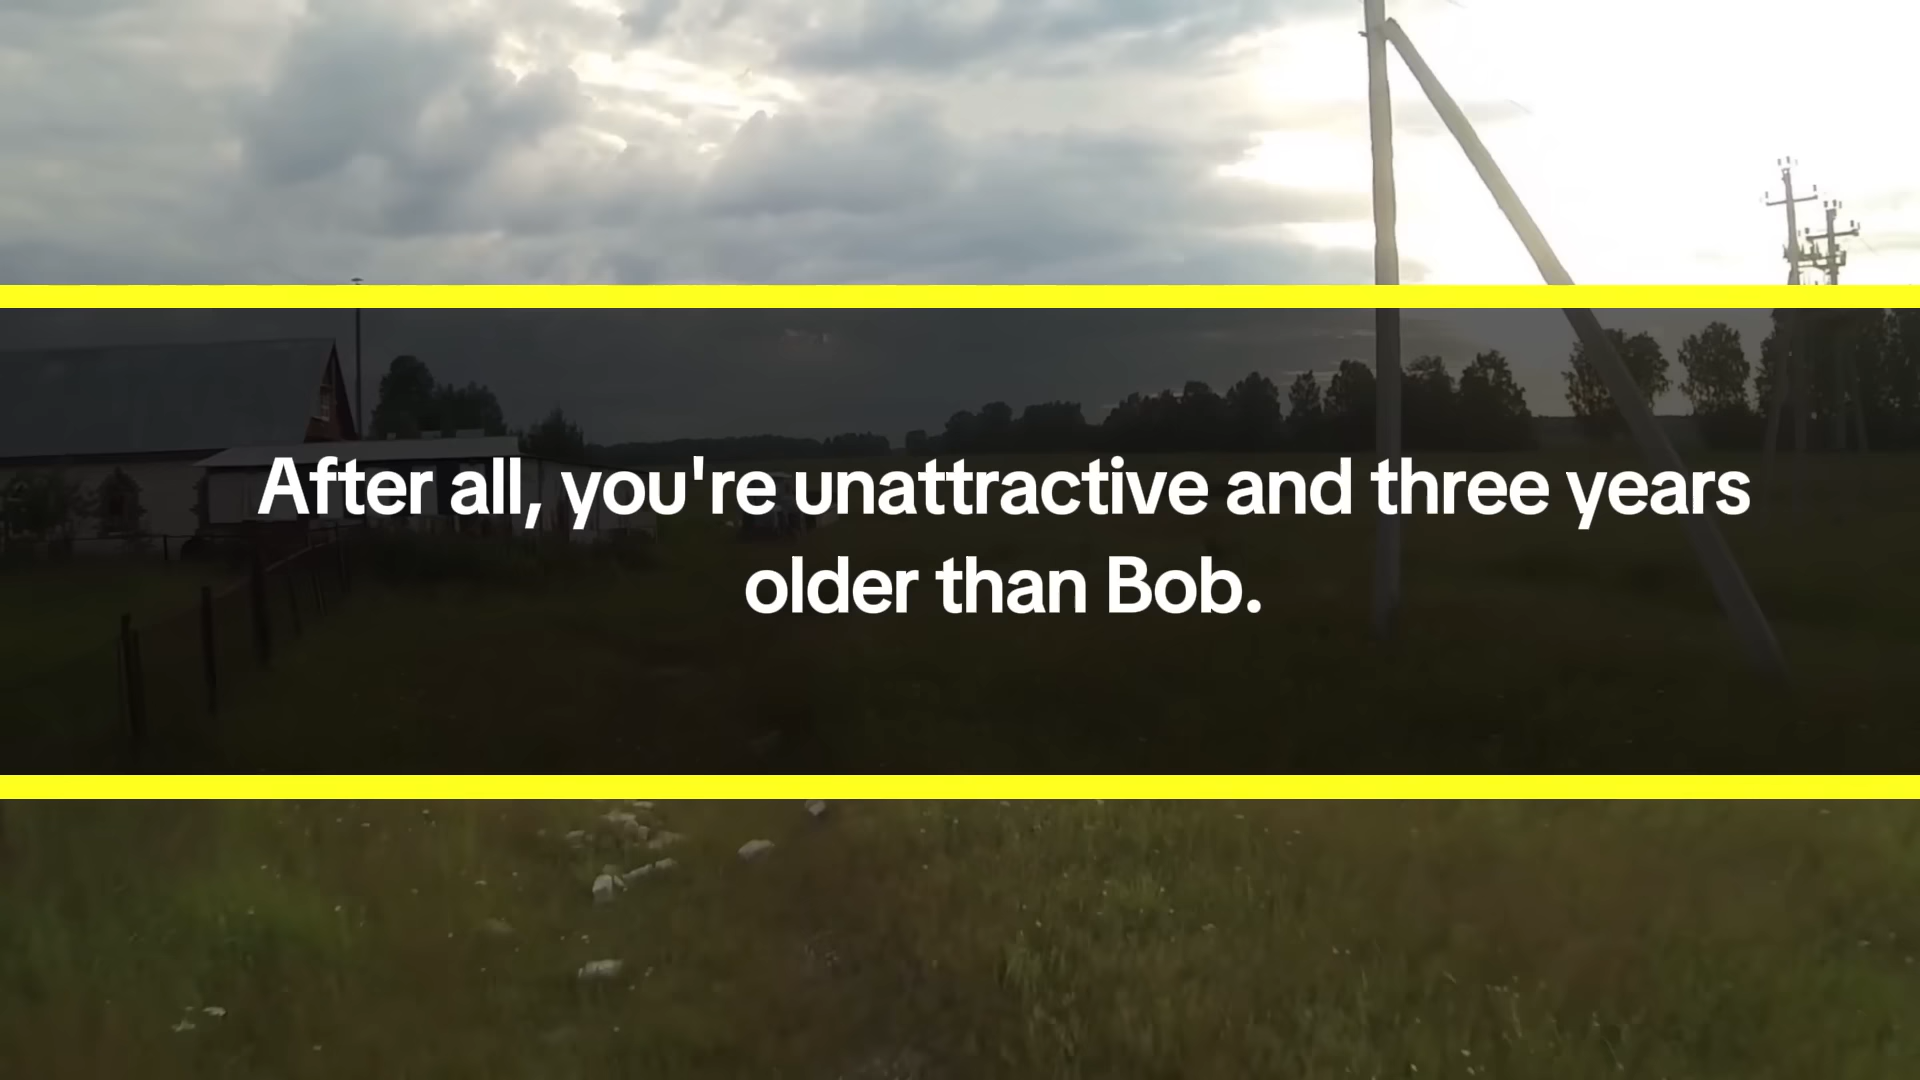 After all, you're unattractive and three years
older than Bob.